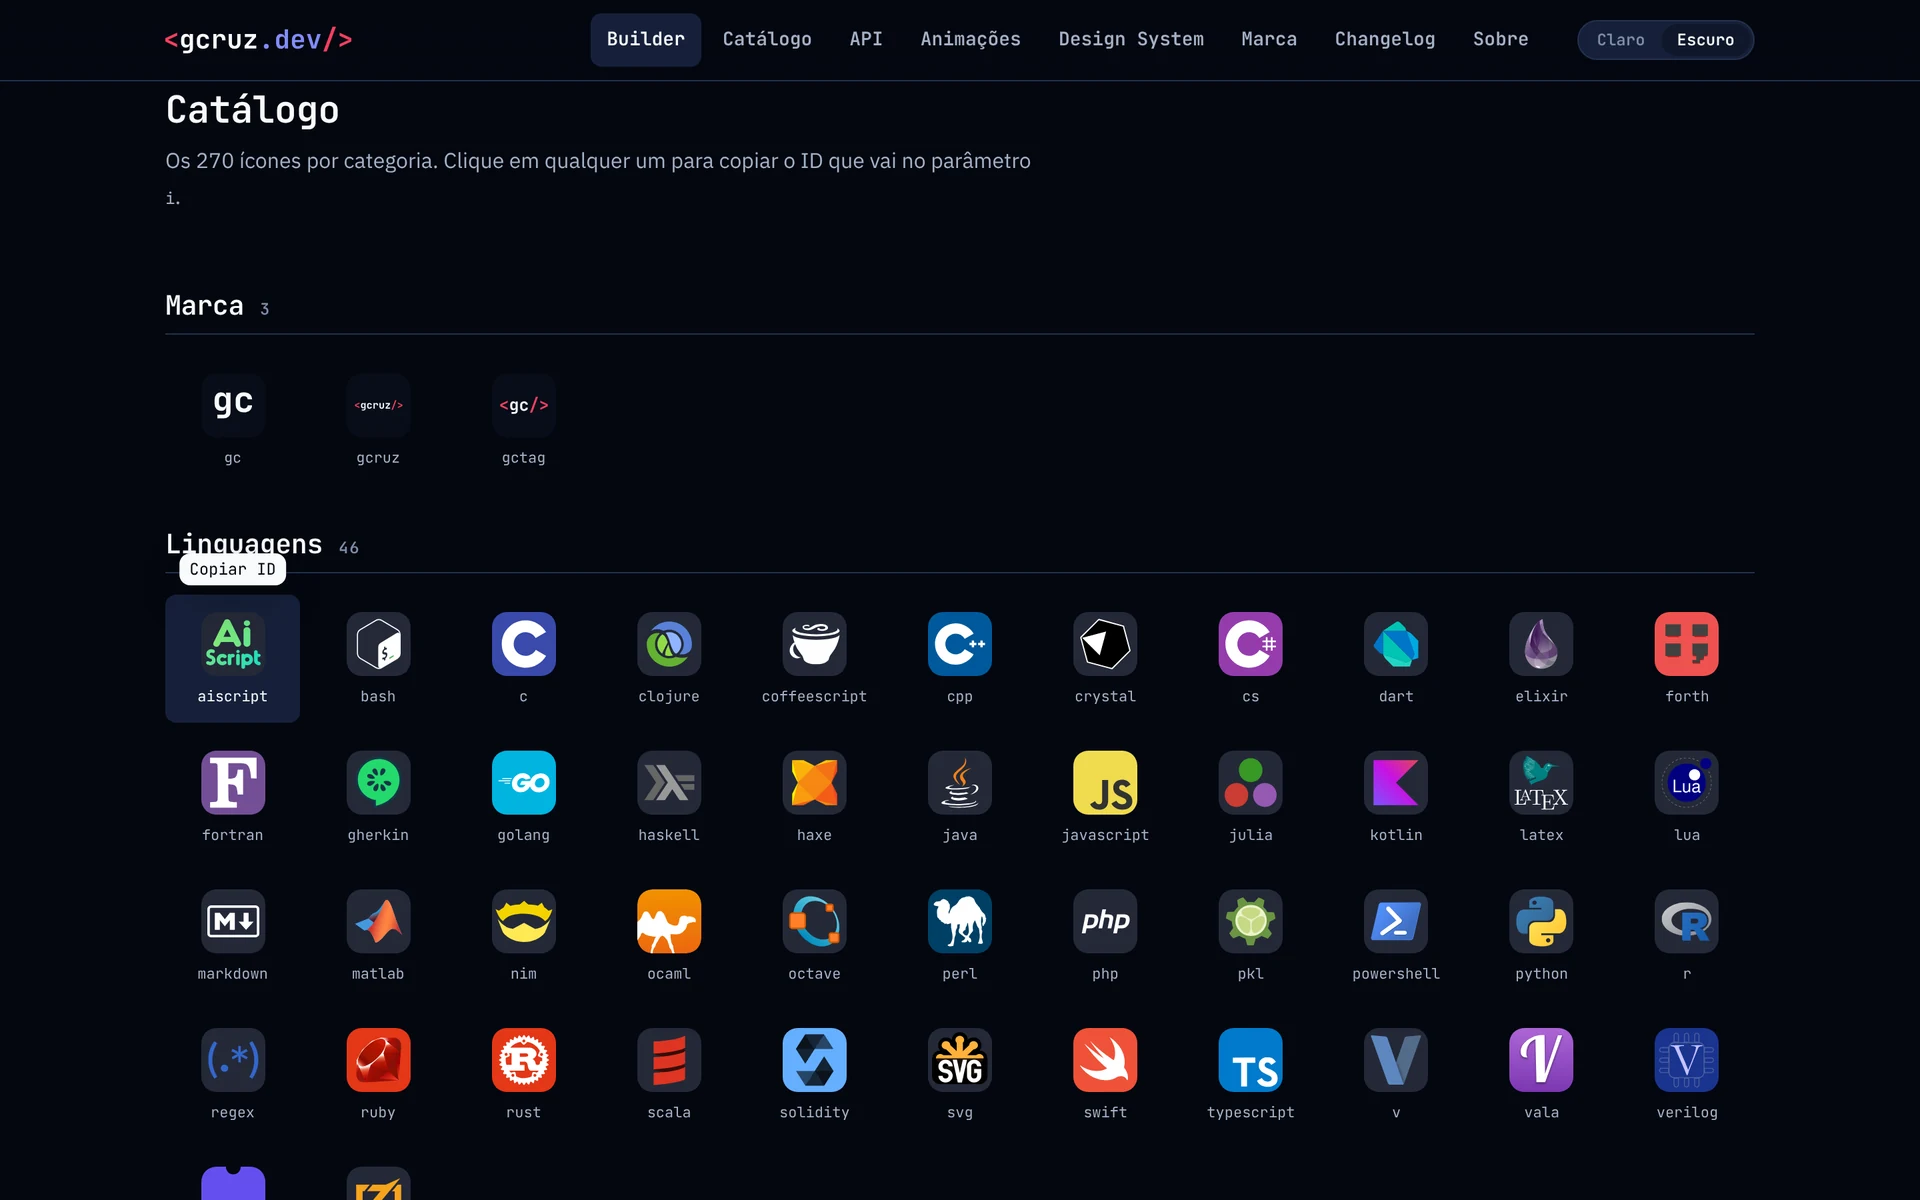 <gcruz.dev/>
Builder Catálogo API Animações Design System Marca Changelog Sobre Claro Escuro
Catálogo
Os 270 ícones por categoria. Clique em qualquer um para copiar o ID que vai no parâmetro
i.
Marca 3
gc <gcruz/> <gc/>
gc gcruz gctag
Linguagens 46
Copiar ID
Ai Script $_ C C++ C#
aiscript bash c clojure coffeescript cpp crystal cs dart elixir forth
F GO JS LATEX Lua
fortran gherkin golang haskell haxe java javascript julia kotlin latex lua
M php R
markdown matlab nim ocaml octave perl php pkl powershell python r
(.*) R SVG TS V V V
regex ruby rust scala solidity svg swift typescript v vala verilog